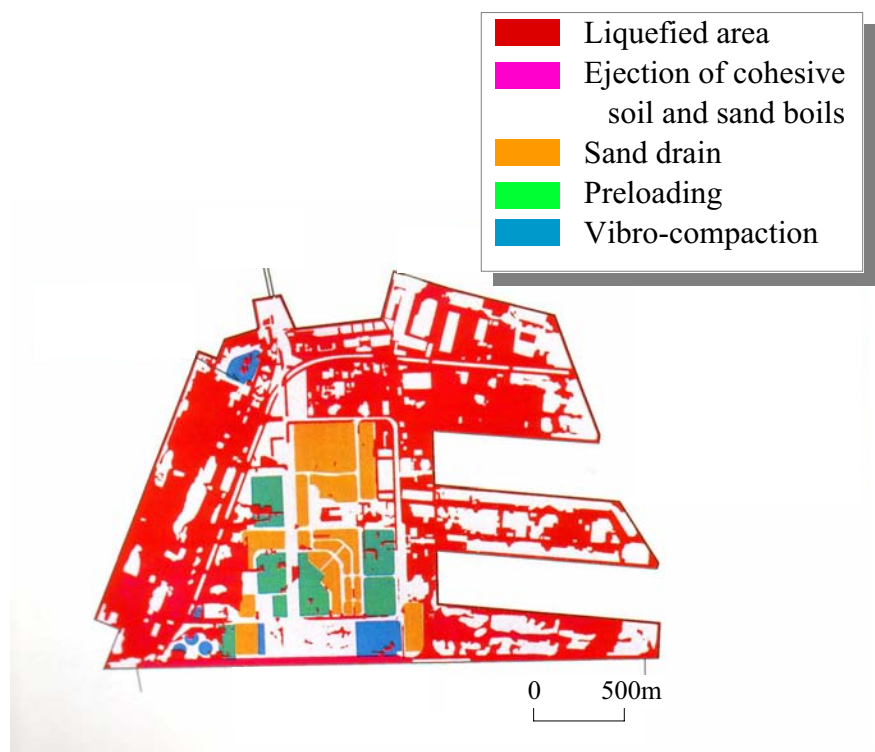 Liquefied area
Ejection of cohesive
soil and sand boils
Sand drain
Preloading
Vibro-compaction
0 500m